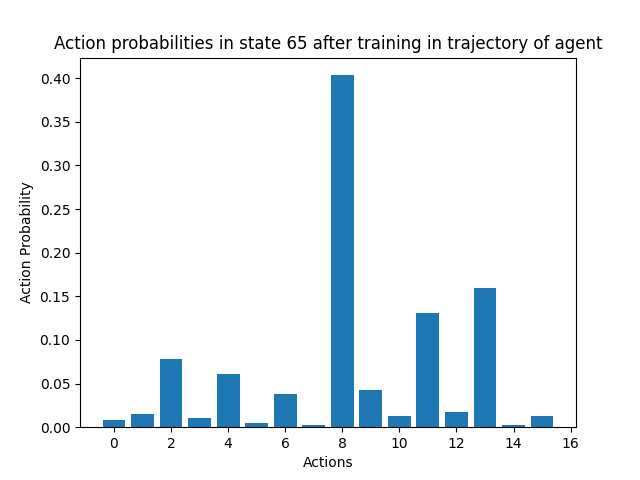 Action probabilities in state 65 after training in trajectory of agent
0.40
0.35
0.30
0.25
0.20
0.15
0.10
0.05
0.00
Action Probability
0 2 4 6 8 10 12 14 16
Actions